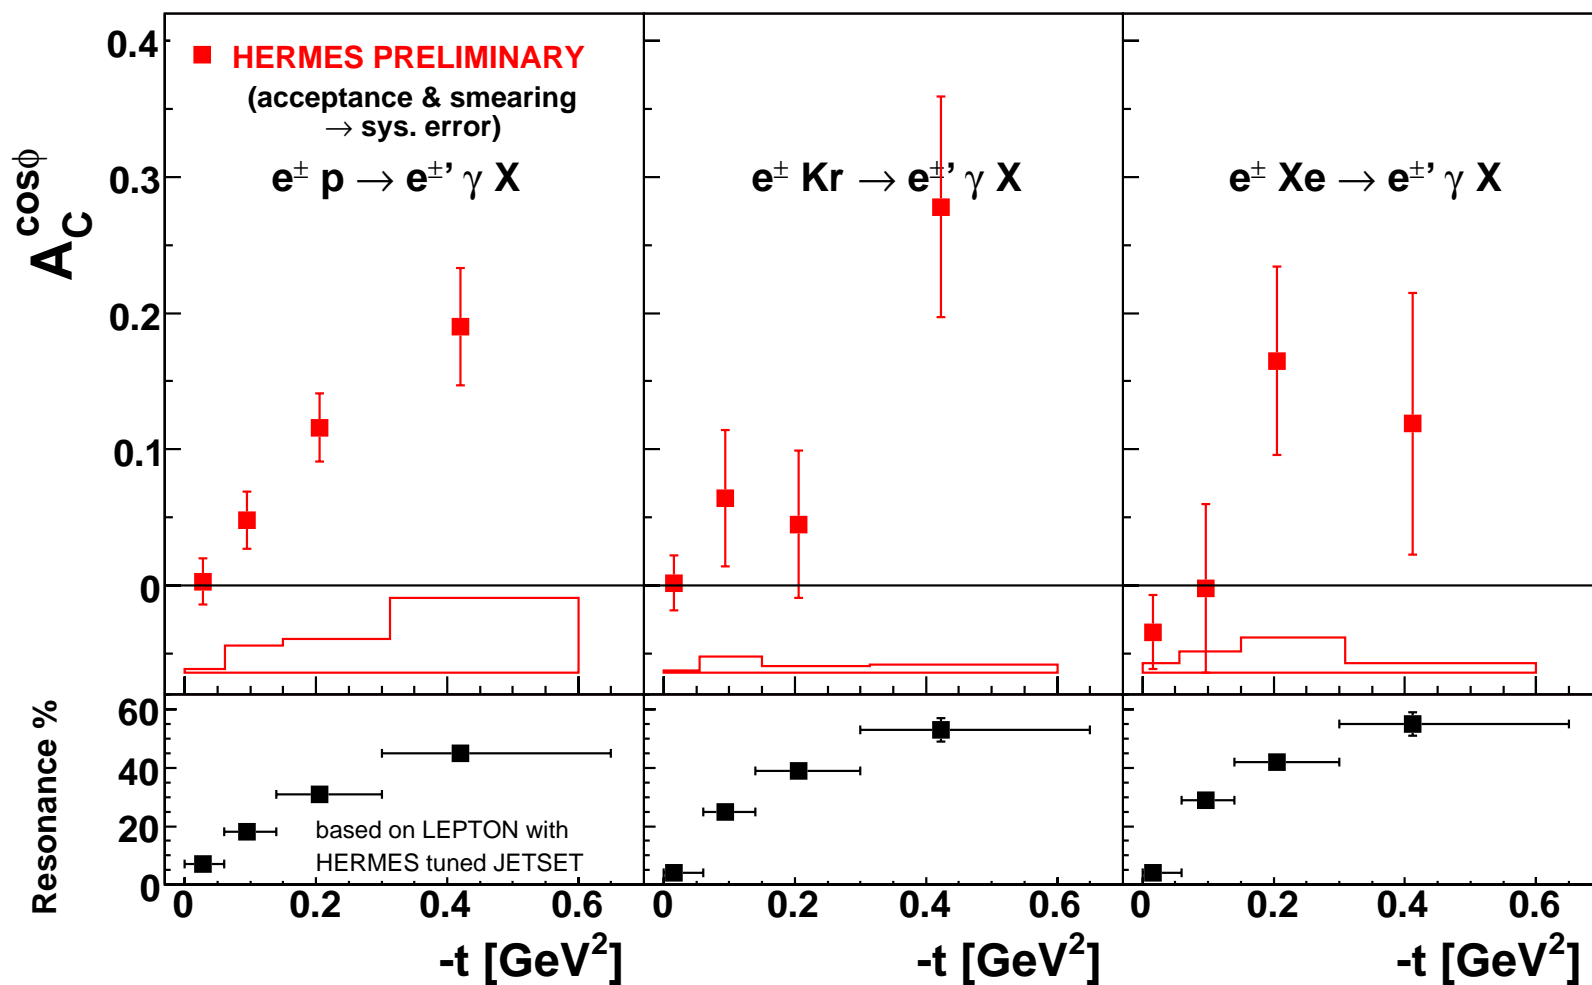 0.4
0.3
0.2
0.1
0
A_C^cosϕ
HERMES PRELIMINARY
(acceptance & smearing
→ sys. error)
e± p → e±’ γ X
e± Kr → e±’ γ X
e± Xe → e±’ γ X
Resonance %
60
40
20
0
based on LEPTON with
HERMES tuned JETSET
0 0.2 0.4 0.6
0 0.2 0.4 0.6
0 0.2 0.4 0.6
-t [GeV²]
-t [GeV²]
-t [GeV²]